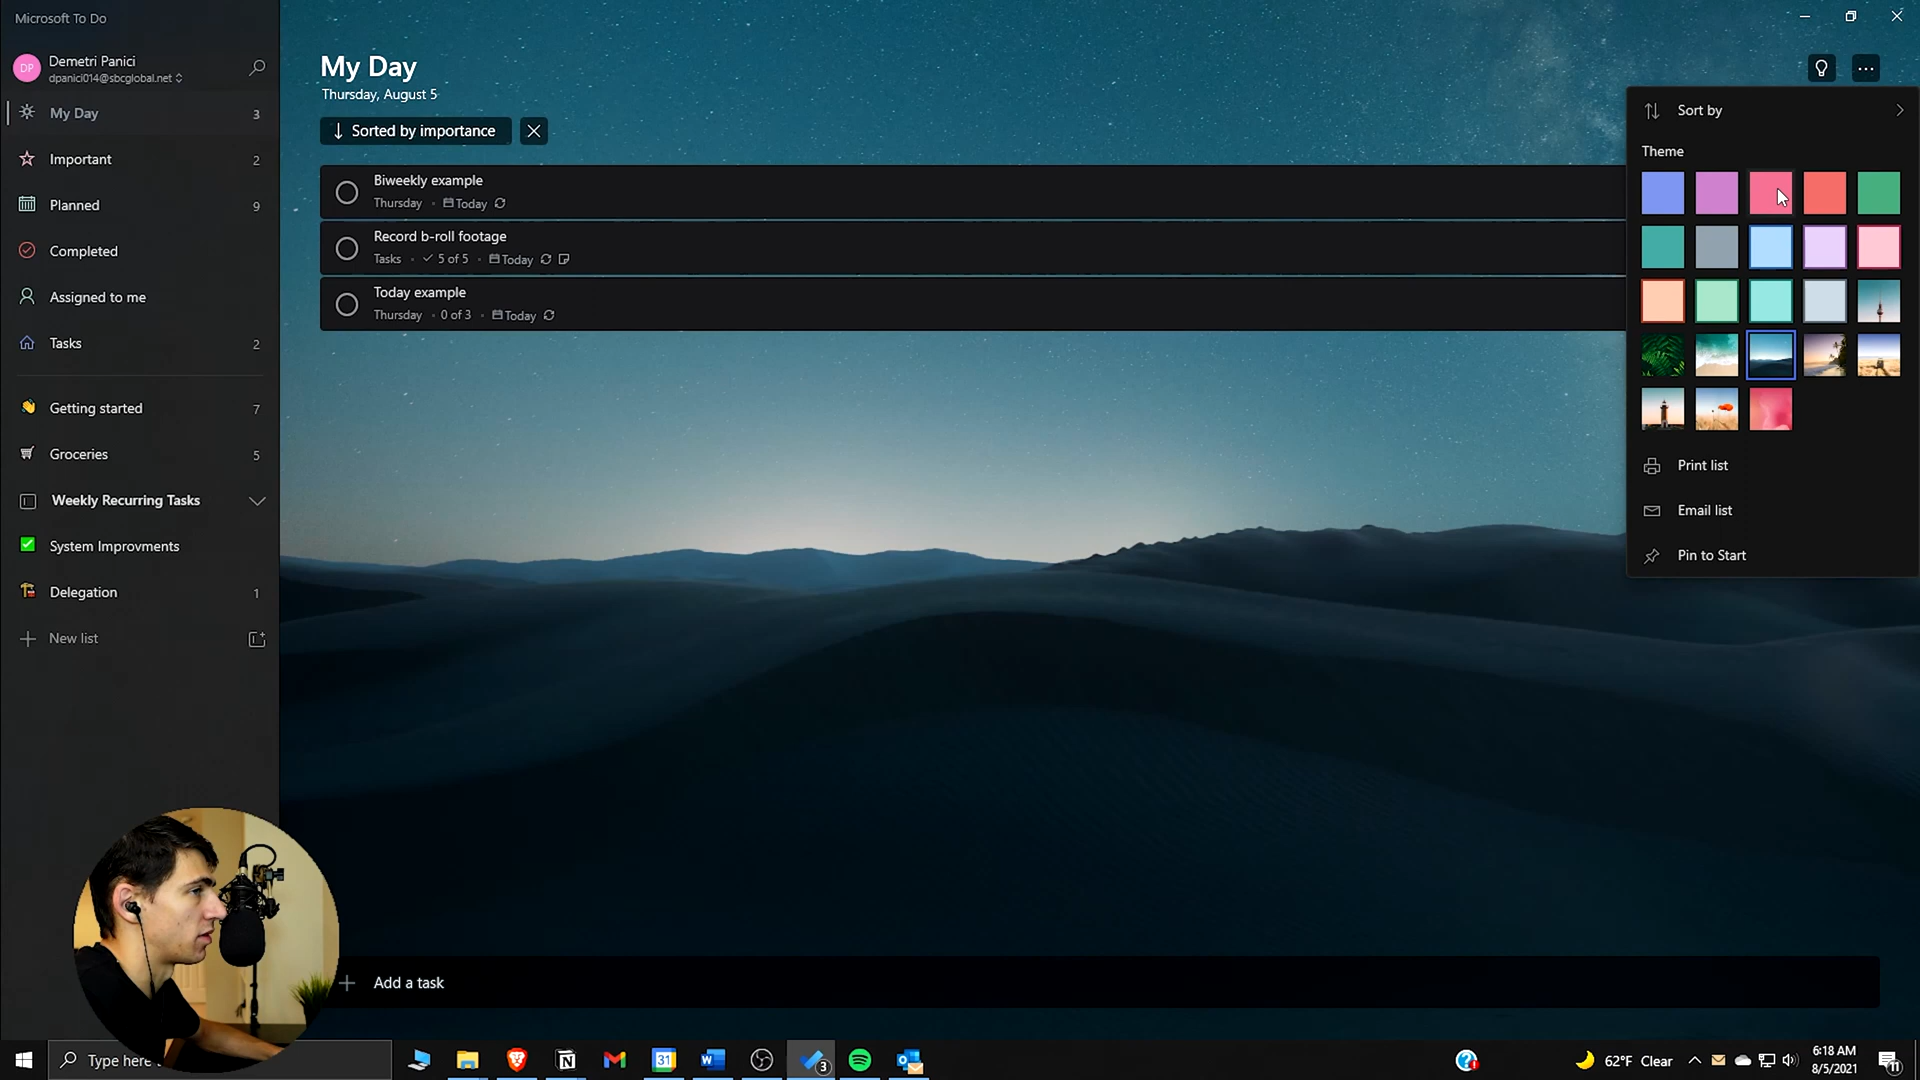 Microsoft To Do
DP
Demetri Panici
dpanici014@sbcglobal.net
My Day
3
Important
2
Planned
9
Completed
Assigned to me
Tasks
2
Getting started
7
Groceries
5
Weekly Recurring Tasks
System Improvments
Delegation
1
New list
My Day
Thursday, August 5
Sorted by importance
Biweekly example
Thursday • Today
Record b-roll footage
Tasks • 5 of 5 • Today
Today example
Thursday • 0 of 3 • Today
Add a task
Sort by
Theme
Print list
Email list
Pin to Start
Type here
31
3
62°F Clear
6:18 AM
8/5/2021
11